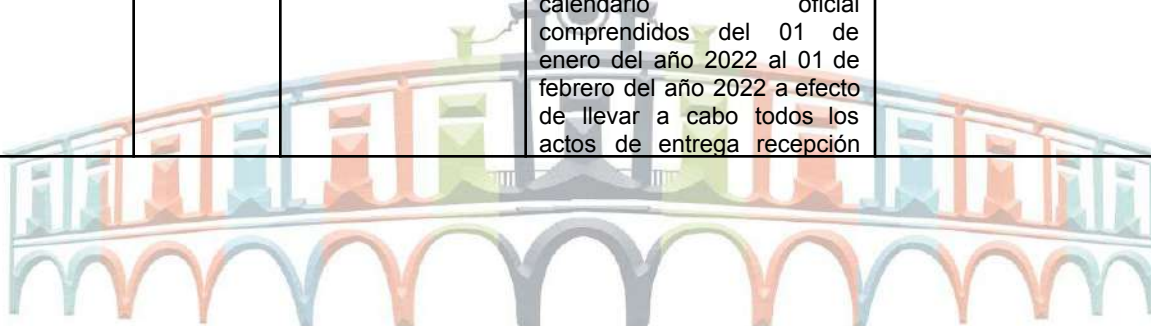 calendario oficial
comprendidos del 01 de
enero del año 2022 al 01 de
febrero del año 2022 a efecto
de llevar a cabo todos los
actos de entrega recepción